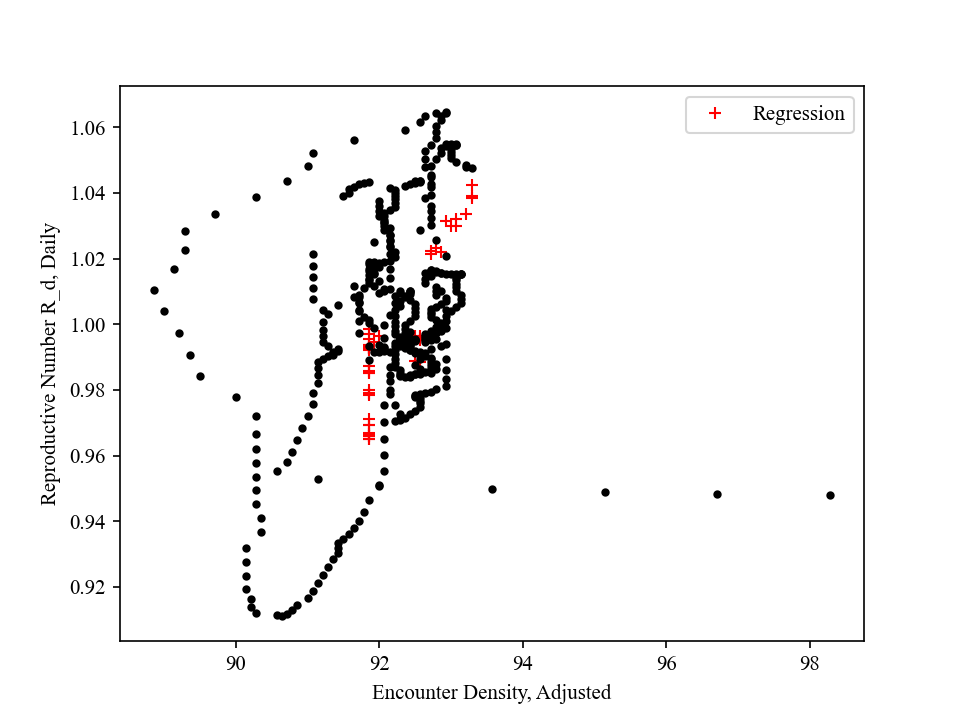 Regression
1.06
1.04
1.02
1.00
0.98
0.96
0.94
0.92
Reproductive Number R_d, Daily
90 92 94 96 98
Encounter Density, Adjusted